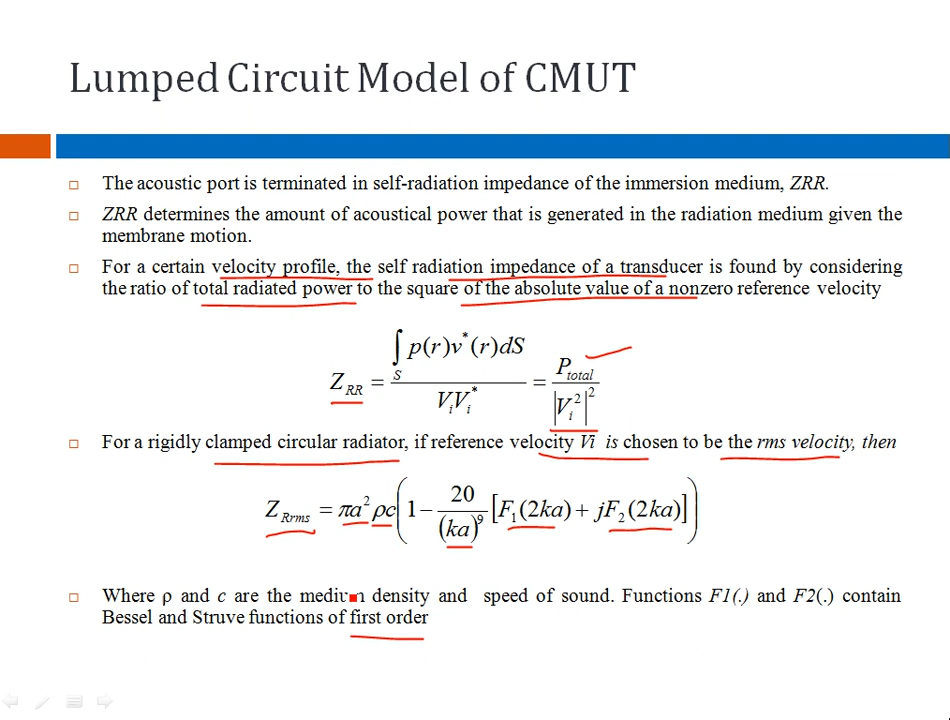 Lumped Circuit Model of CMUT
The acoustic port is terminated in self-radiation impedance of the immersion medium, ZRR.
ZRR determines the amount of acoustical power that is generated in the radiation medium given the
membrane motion.
For a certain velocity profile, the self radiation impedance of a transducer is found by considering
the ratio of total radiated power to the square of the absolute value of a nonzero reference velocity
Z_RR = ∫_S p(r)v*(r)dS / V_i V_i* = P_total / |V_i²|²
For a rigidly clamped circular radiator, if reference velocity Vi is chosen to be the rms velocity, then
Z_Rrms = πa²ρc(1 − 20/(ka)⁹ [F₁(2ka) + jF₂(2ka)])
Where ρ and c are the medium density and speed of sound. Functions F1(.) and F2(.) contain
Bessel and Struve functions of first order